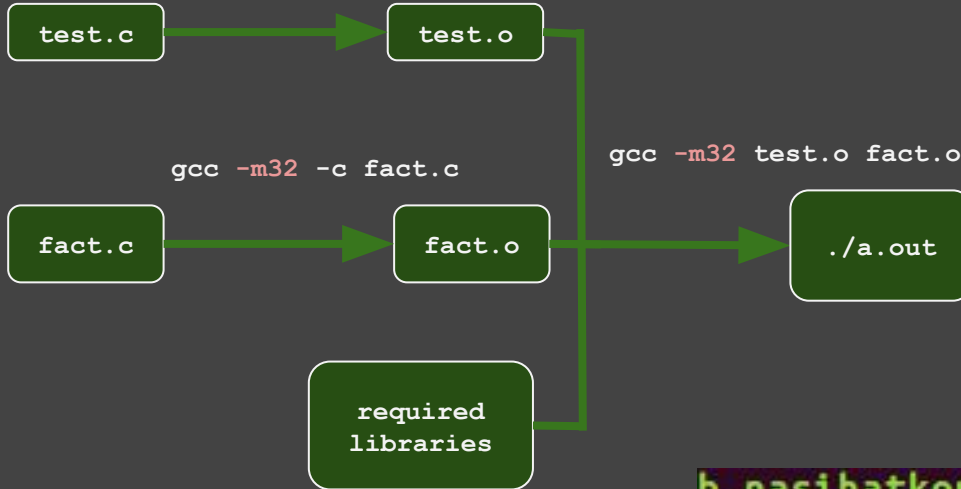 test.c
test.o
gcc -m32 -c fact.c
gcc -m32 test.o fact.o
fact.c
fact.o
./a.out
required
libraries